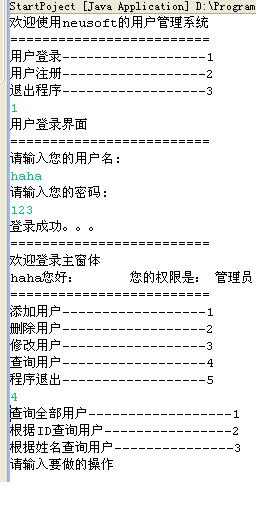 StartPoject [Java Application] D:\Program
欢迎使用neusoft的用户管理系统
==========================
用户登录-------------------1
用户注册-------------------2
退出程序-------------------3
1
用户登录界面
==========================
请输入您的用户名：
haha
请输入您的密码：
123
登录成功。。。
==========================
欢迎登录主窗体
haha您好： 您的权限是： 管理员
==========================
添加用户-------------------1
删除用户-------------------2
修改用户-------------------3
查询用户-------------------4
程序退出-------------------5
4
查询全部用户-------------------1
根据ID查询用户-----------------2
根据姓名查询用户----------------3
请输入要做的操作